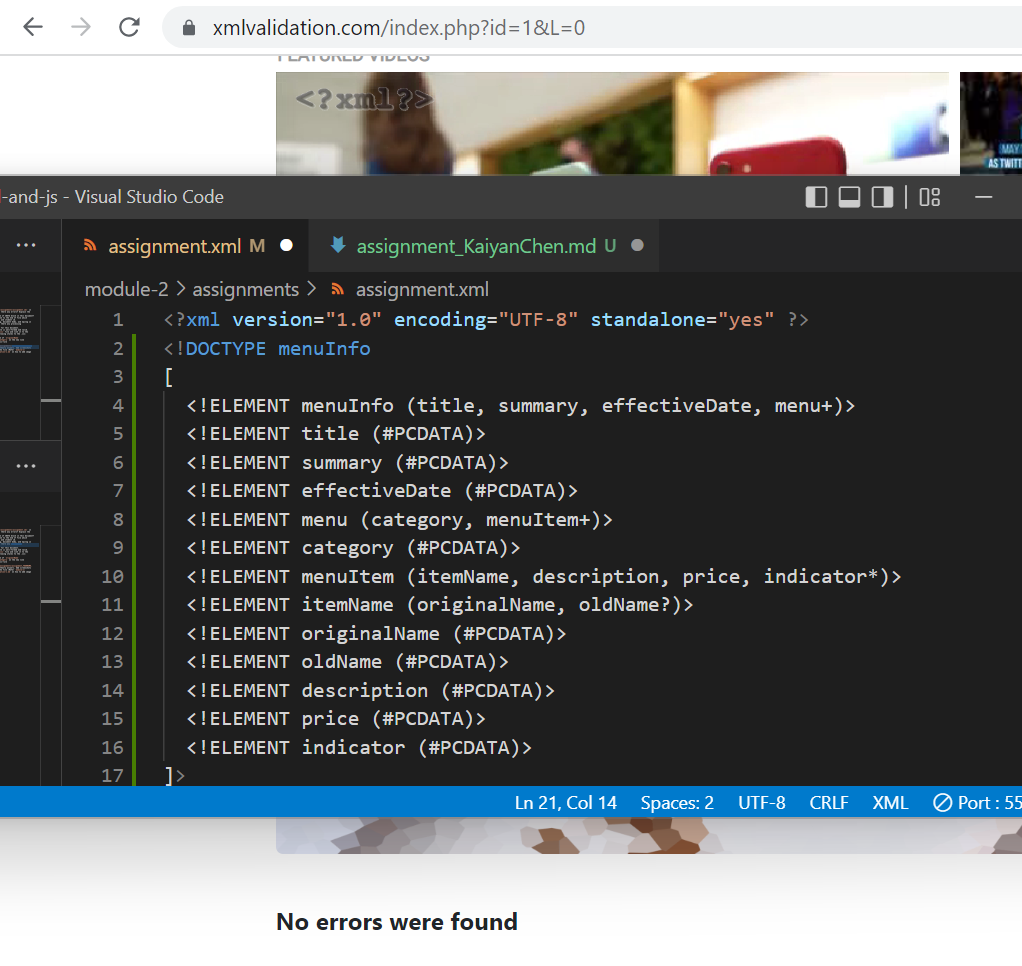 xmlvalidation.com/index.php?id=1&L=0
FEATURED VIDEOS
<?xml?>
MAY
AS TWITT
-and-js - Visual Studio Code
assignment.xml M
assignment_KaiyanChen.md U
module-2 > assignments > assignment.xml
1 <?xml version="1.0" encoding="UTF-8" standalone="yes" ?>
2 <!DOCTYPE menuInfo
3 [
4 <!ELEMENT menuInfo (title, summary, effectiveDate, menu+)>
5 <!ELEMENT title (#PCDATA)>
6 <!ELEMENT summary (#PCDATA)>
7 <!ELEMENT effectiveDate (#PCDATA)>
8 <!ELEMENT menu (category, menuItem+)>
9 <!ELEMENT category (#PCDATA)>
10 <!ELEMENT menuItem (itemName, description, price, indicator*)>
11 <!ELEMENT itemName (originalName, oldName?)>
12 <!ELEMENT originalName (#PCDATA)>
13 <!ELEMENT oldName (#PCDATA)>
14 <!ELEMENT description (#PCDATA)>
15 <!ELEMENT price (#PCDATA)>
16 <!ELEMENT indicator (#PCDATA)>
17 ]>
Ln 21, Col 14 Spaces: 2 UTF-8 CRLF XML Port : 55
No errors were found